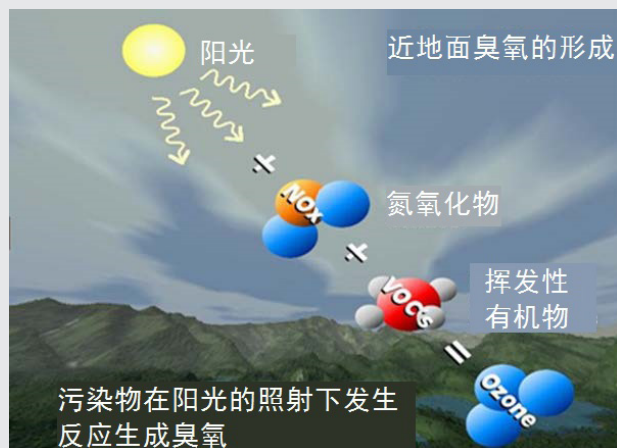 阳光
近地面臭氧的形成
+
NOx
氮氧化物
+
VOCs
挥发性
有机物
=
Ozone
污染物在阳光的照射下发生
反应生成臭氧